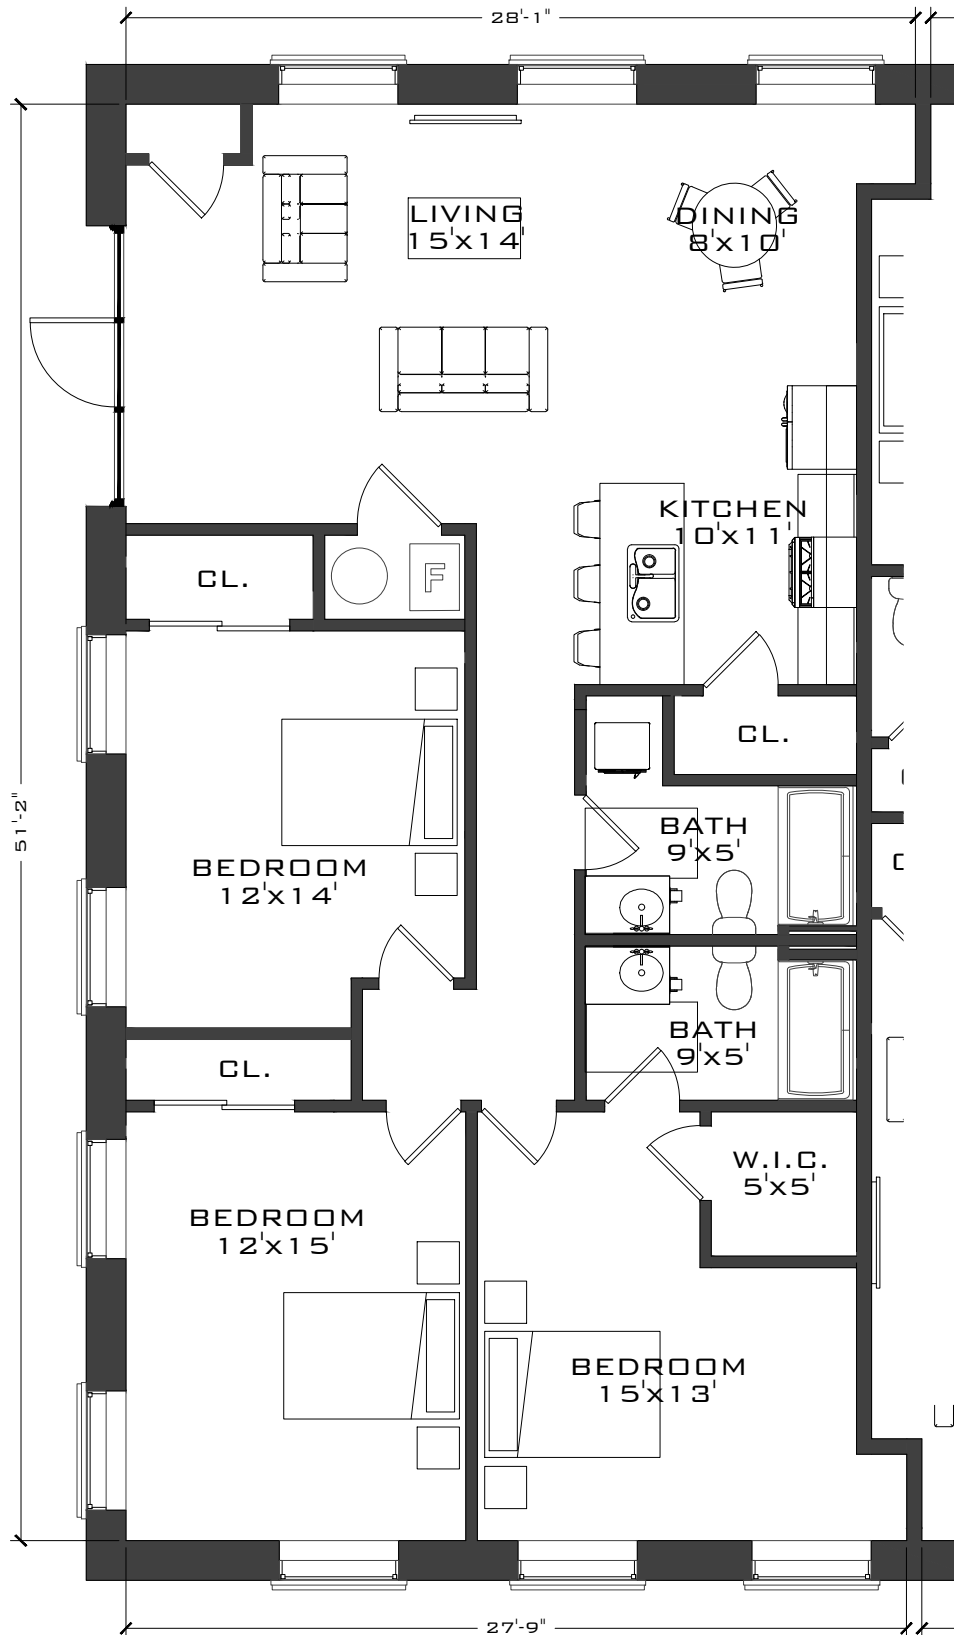 28'-1"
LIVING
15'x14'
DINING
8'x10'
KITCHEN
10'x11'
CL.
F
CL.
BATH
9'x5'
BEDROOM
12'x14'
51'-2"
BATH
9'x5'
CL.
W.I.C.
5'x5'
BEDROOM
12'x15'
BEDROOM
15'x13'
27'-9"